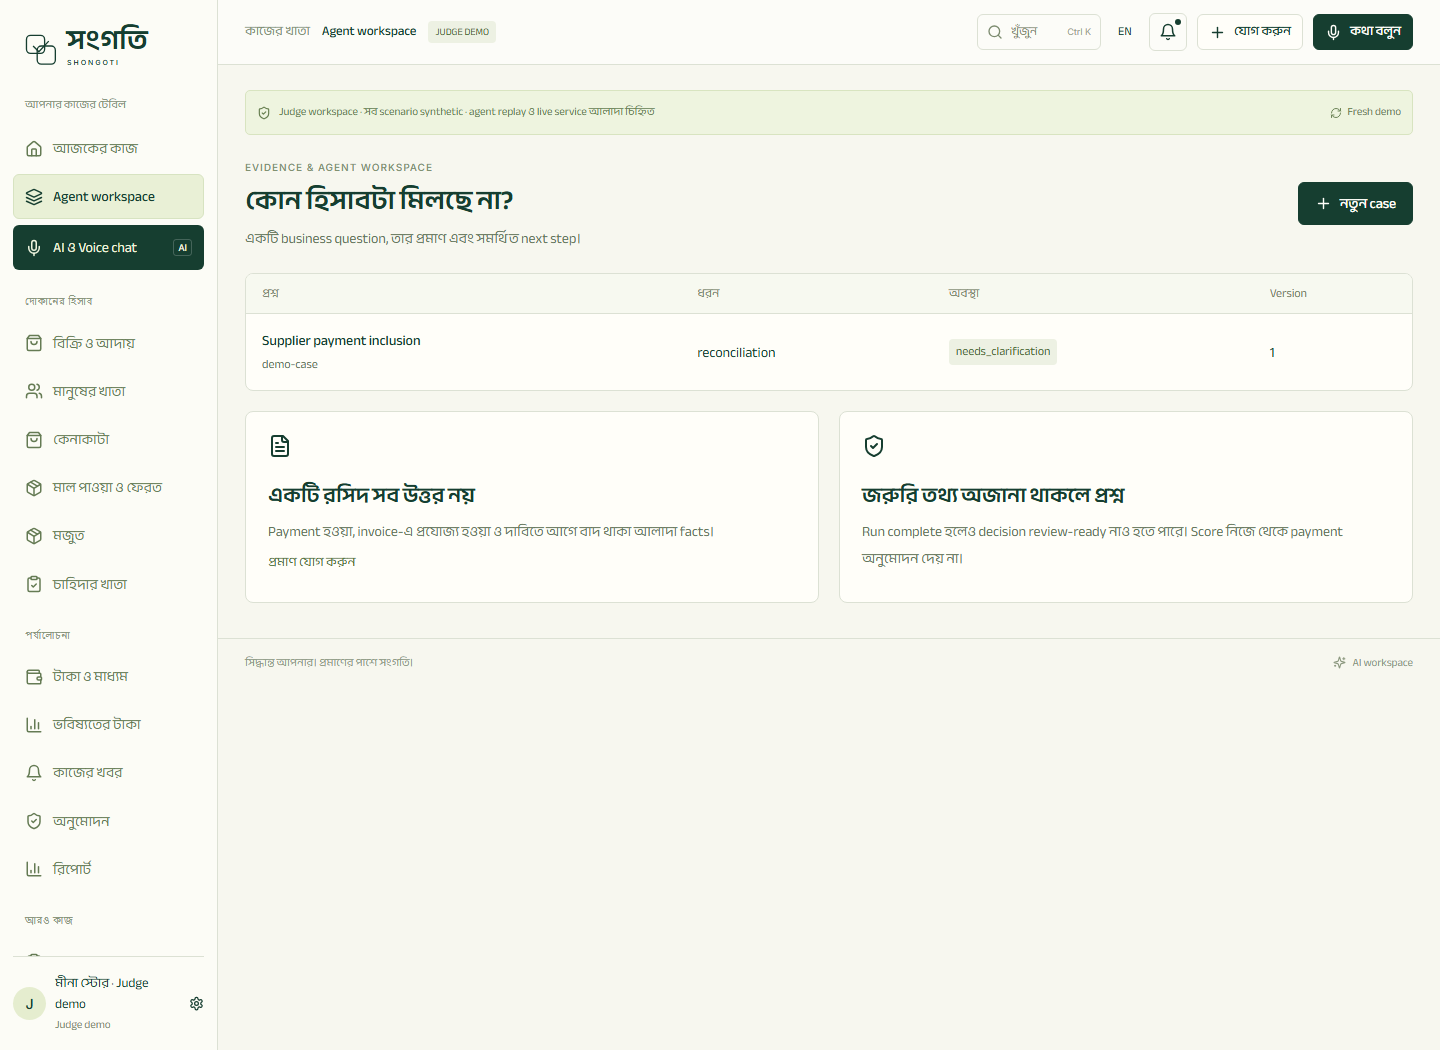 সংগতি
SHONGOTI
আপনার কাজের টেবিল
আজকের কাজ
Agent workspace
AI ও Voice chat
AI
দোকানের হিসাব
বিক্রি ও আদায়
মানুষের খাতা
কেনাকাটা
মাল পাওয়া ও ফেরত
মজুত
চাহিদার খাতা
পর্যালোচনা
টাকা ও মাধ্যম
ভবিষ্যতের টাকা
কাজের খবর
অনুমোদন
রিপোর্ট
আরও কাজ
J
মীনা স্টোর · Judge
demo
Judge demo
কাজের খাতা Agent workspace JUDGE DEMO
খুঁজুন Ctrl K
EN
যোগ করুন
কথা বলুন
Judge workspace · সব scenario synthetic · agent replay ও live service আলাদা চিহ্নিত
Fresh demo
EVIDENCE & AGENT WORKSPACE
কোন হিসাবটা মিলছে না?
একটি business question, তার প্রমাণ এবং সমর্থিত next step।
নতুন case
প্রশ্ন ধরন অবস্থা Version
Supplier payment inclusion
demo-case
reconciliation
needs_clarification
1
একটি রসিদ সব উত্তর নয়
Payment হওয়া, invoice-এ প্রযোজ্য হওয়া ও দাবিতে আগে বাদ থাকা আলাদা facts।
প্রমাণ যোগ করুন
জরুরি তথ্য অজানা থাকলে প্রশ্ন
Run complete হলেও decision review-ready নাও হতে পারে। Score নিজে থেকে payment
অনুমোদন দেয় না।
সিদ্ধান্ত আপনার। প্রমাণের পাশে সংগতি।
AI workspace